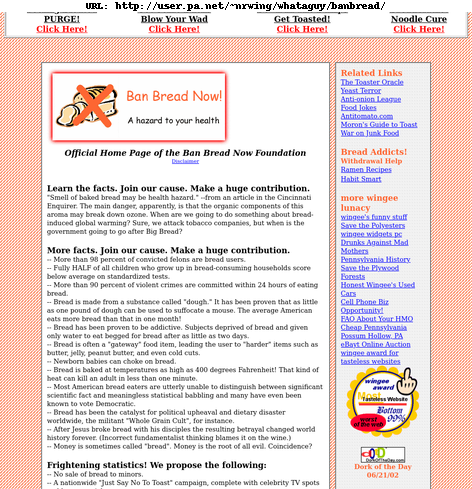 URL: http://user.pa.net/~nrwing/whataguy/banbread/
PURGE!
Click Here!
Blow Your Wad
Click Here!
Get Toasted!
Click Here!
Noodle Cure
Click Here!
Ban Bread Now!
A hazard to your health
Official Home Page of the Ban Bread Now Foundation
Disclaimer
Learn the facts. Join our cause. Make a huge contribution.
"Smell of baked bread may be health hazard." --from an article in the Cincinnati
Enquirer. The main danger, apparently, is that the organic components of this
aroma may break down ozone. When are we going to do something about bread-
induced global warming? Sure, we attack tobacco companies, but when is the
government going to go after Big Bread?
More facts. Join our cause. Make a huge contribution.
-- More than 98 percent of convicted felons are bread users.
-- Fully HALF of all children who grow up in bread-consuming households score
below average on standardized tests.
-- More than 90 percent of violent crimes are committed within 24 hours of eating
bread.
-- Bread is made from a substance called "dough." It has been proven that as little
as one pound of dough can be used to suffocate a mouse. The average American
eats more bread than that in one month!
-- Bread has been proven to be addictive. Subjects deprived of bread and given
only water to eat begged for bread after as little as two days.
-- Bread is often a "gateway" food item, leading the user to "harder" items such as
butter, jelly, peanut butter, and even cold cuts.
-- Newborn babies can choke on bread.
-- Bread is baked at temperatures as high as 400 degrees Fahrenheit! That kind of
heat can kill an adult in less than one minute.
-- Most American bread eaters are utterly unable to distinguish between significant
scientific fact and meaningless statistical babbling and many have even been
known to vote Democratic.
-- Bread has been the catalyst for political upheaval and dietary disaster
worldwide, the militant "Whole Grain Cult", for instance.
-- After Jesus broke bread with his disciples the resulting betrayal changed world
history forever. (Incorrect fundamentalist thinking blames it on the wine.)
-- Money is sometimes called "bread". Money is the root of all evil. Coincidence?
Frightening statistics! We propose the following:
-- No sale of bread to minors.
-- A nationwide "Just Say No To Toast" campaign, complete with celebrity TV spots
Related Links
The Toaster Oracle
Yeast Terror
Anti-onion League
Food Jokes
Antitomato.com
Moron's Guide to Toast
War on Junk Food
Bread Addicts!
Withdrawal Help
Ramen Recipes
Habit Smart
more wingee
lunacy
wingee's funny stuff
Save the Polyesters
wingee widgets pc
Drunks Against Mad
Mothers
Pennsylvania History
Save the Plywood
Forests
Honest Wingee's Used
Cars
Cell Phone Biz
Opportunity!
FAQ About Your HMO
Cheap Pennsylvania
Possum Hollow, PA
eBayt Online Auction
wingee award for
tasteless websites
wingee
award
Most
Tasteless Website
Bottom
99%
worst
of the web
DorkOfTheDay.com
Dork of the Day
06/21/02